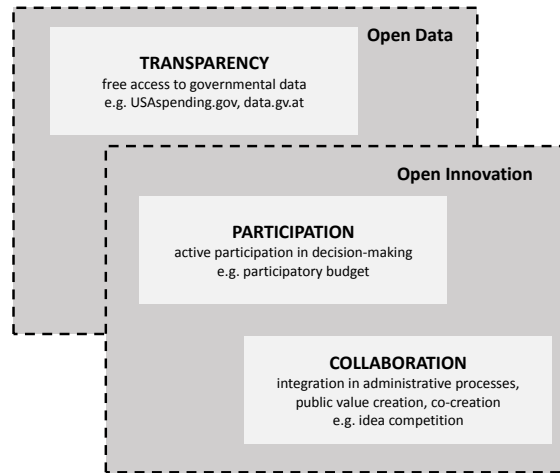 Open Data
TRANSPARENCY
free access to governmental data
e.g. USAspending.gov, data.gv.at
Open Innovation
PARTICIPATION
active participation in decision-making
e.g. participatory budget
COLLABORATION
integration in administrative processes,
public value creation, co-creation
e.g. idea competition